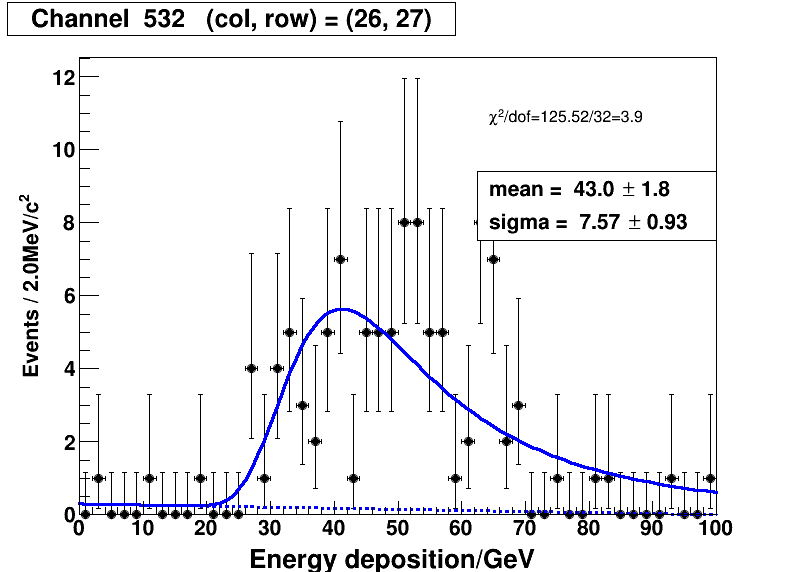 Channel 532 (col, row) = (26, 27)
χ²/dof=125.52/32=3.9
mean = 43.0 ± 1.8
sigma = 7.57 ± 0.93
Events / 2.0MeV/c²
12
10
8
6
4
2
0
0 10 20 30 40 50 60 70 80 90 100
Energy deposition/GeV